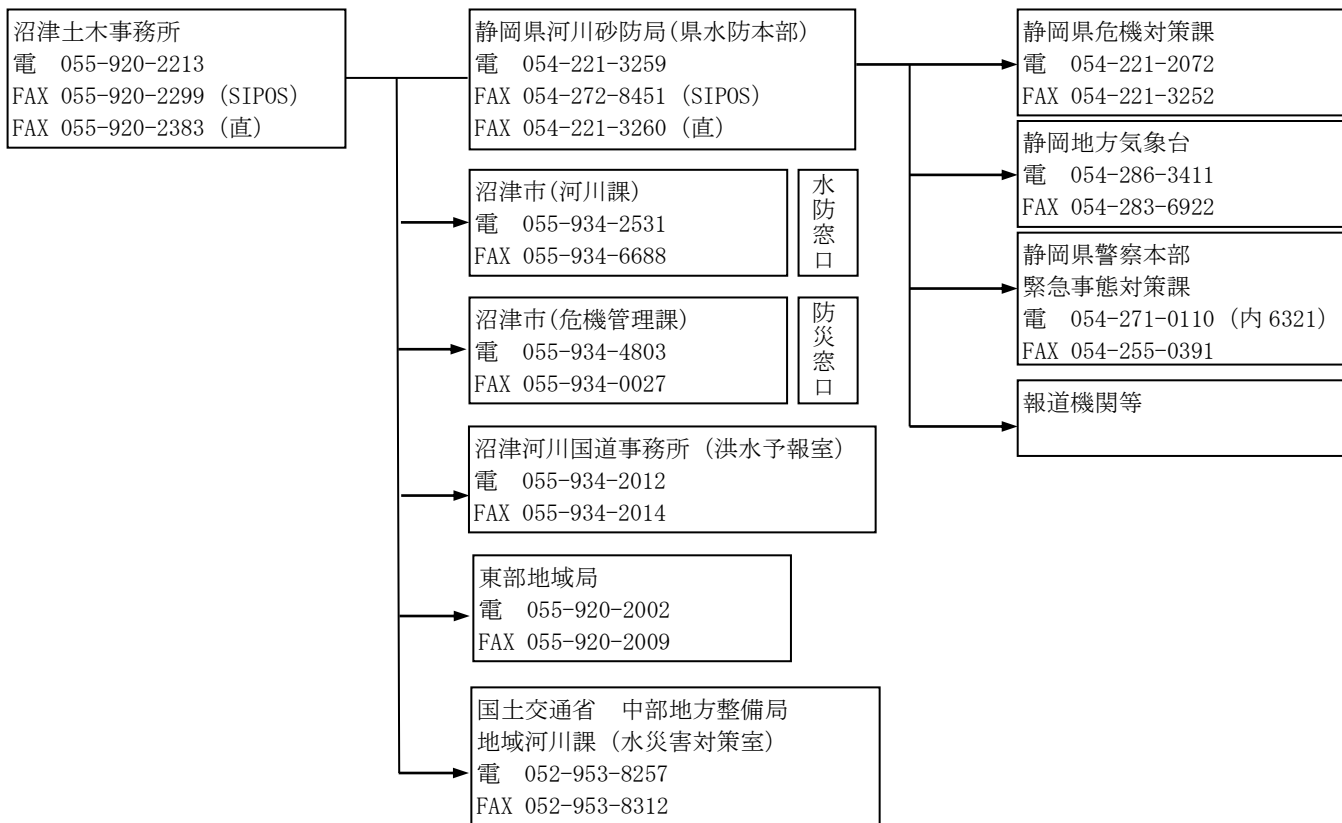 沼津土木事務所
電 055-920-2213
FAX 055-920-2299 (SIPOS)
FAX 055-920-2383 (直)
静岡県河川砂防局(県水防本部)
電 054-221-3259
FAX 054-272-8451 (SIPOS)
FAX 054-221-3260 (直)
沼津市(河川課)
電 055-934-2531
FAX 055-934-6688
水防窓口
沼津市(危機管理課)
電 055-934-4803
FAX 055-934-0027
防災窓口
沼津河川国道事務所 (洪水予報室)
電 055-934-2012
FAX 055-934-2014
東部地域局
電 055-920-2002
FAX 055-920-2009
国土交通省 中部地方整備局
地域河川課 (水災害対策室)
電 052-953-8257
FAX 052-953-8312
静岡県危機対策課
電 054-221-2072
FAX 054-221-3252
静岡地方気象台
電 054-286-3411
FAX 054-283-6922
静岡県警察本部
緊急事態対策課
電 054-271-0110 (内 6321)
FAX 054-255-0391
報道機関等